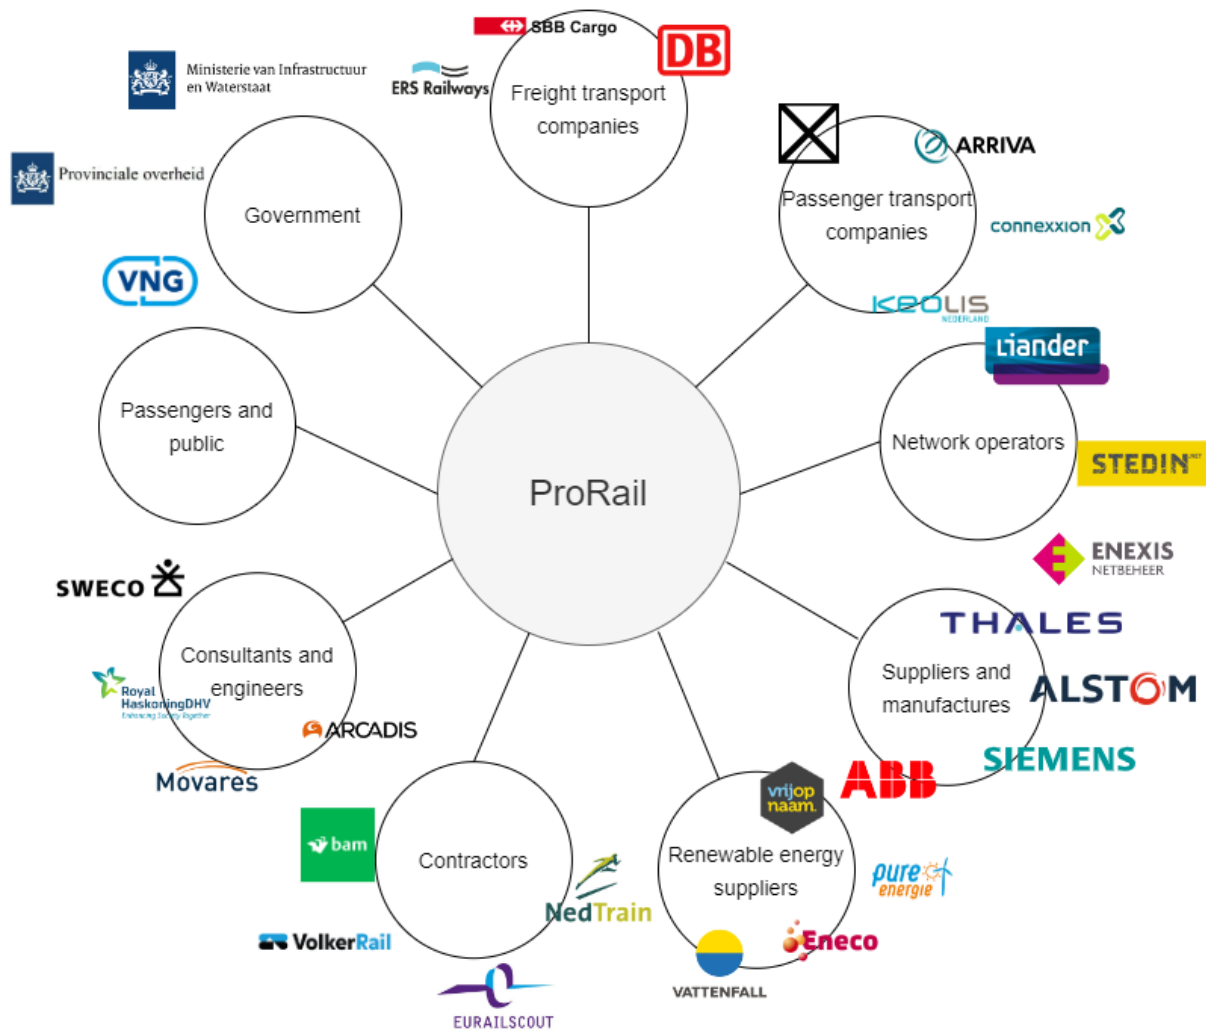 SBB Cargo
DB
ERS Railways
Freight transport
companies
Ministerie van Infrastructuur
en Waterstaat
Provinciale overheid
Government
VNG
ARRIVA
Passenger transport
companies
connexxion
KEOLIS
NEDERLAND
Liander
Network operators
STEDIN.NET
ENEXIS
NETBEHEER
Passengers and
public
ProRail
SWECO
Consultants and
engineers
Royal
HaskoningDHV
Enhancing Society Together
ARCADIS
Movares
THALES
Suppliers and
manufactures
ALSTOM
SIEMENS
ABB
bam
Contractors
NedTrain
VolkerRail
EURAILSCOUT
vrijop
naam.
Renewable energy
suppliers
pure
energie
Eneco
VATTENFALL